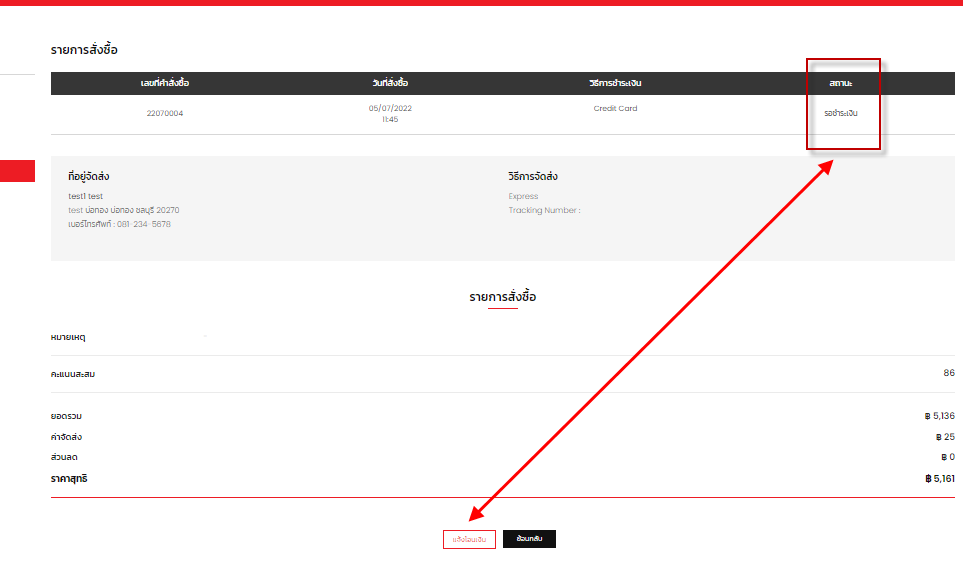 รายการสั่งซื้อ
เลขที่คำสั่งซื้อ วันที่สั่งซื้อ วิธีการชำระเงิน สถานะ
22070004 05/07/2022 Credit Card รอชำระเงิน
11:45
ที่อยู่จัดส่ง วิธีการจัดส่ง
test1 test Express
test บ่อทอง บ่อทอง ชลบุรี 20270 Tracking Number :
เบอร์โทรศัพท์ : 081-234-5678
รายการสั่งซื้อ
หมายเหตุ -
คะแนนสะสม 86
ยอดรวม ฿ 5,136
ค่าจัดส่ง ฿ 25
ส่วนลด ฿ 0
ราคาสุทธิ ฿ 5,161
แจ้งโอนเงิน ย้อนกลับ